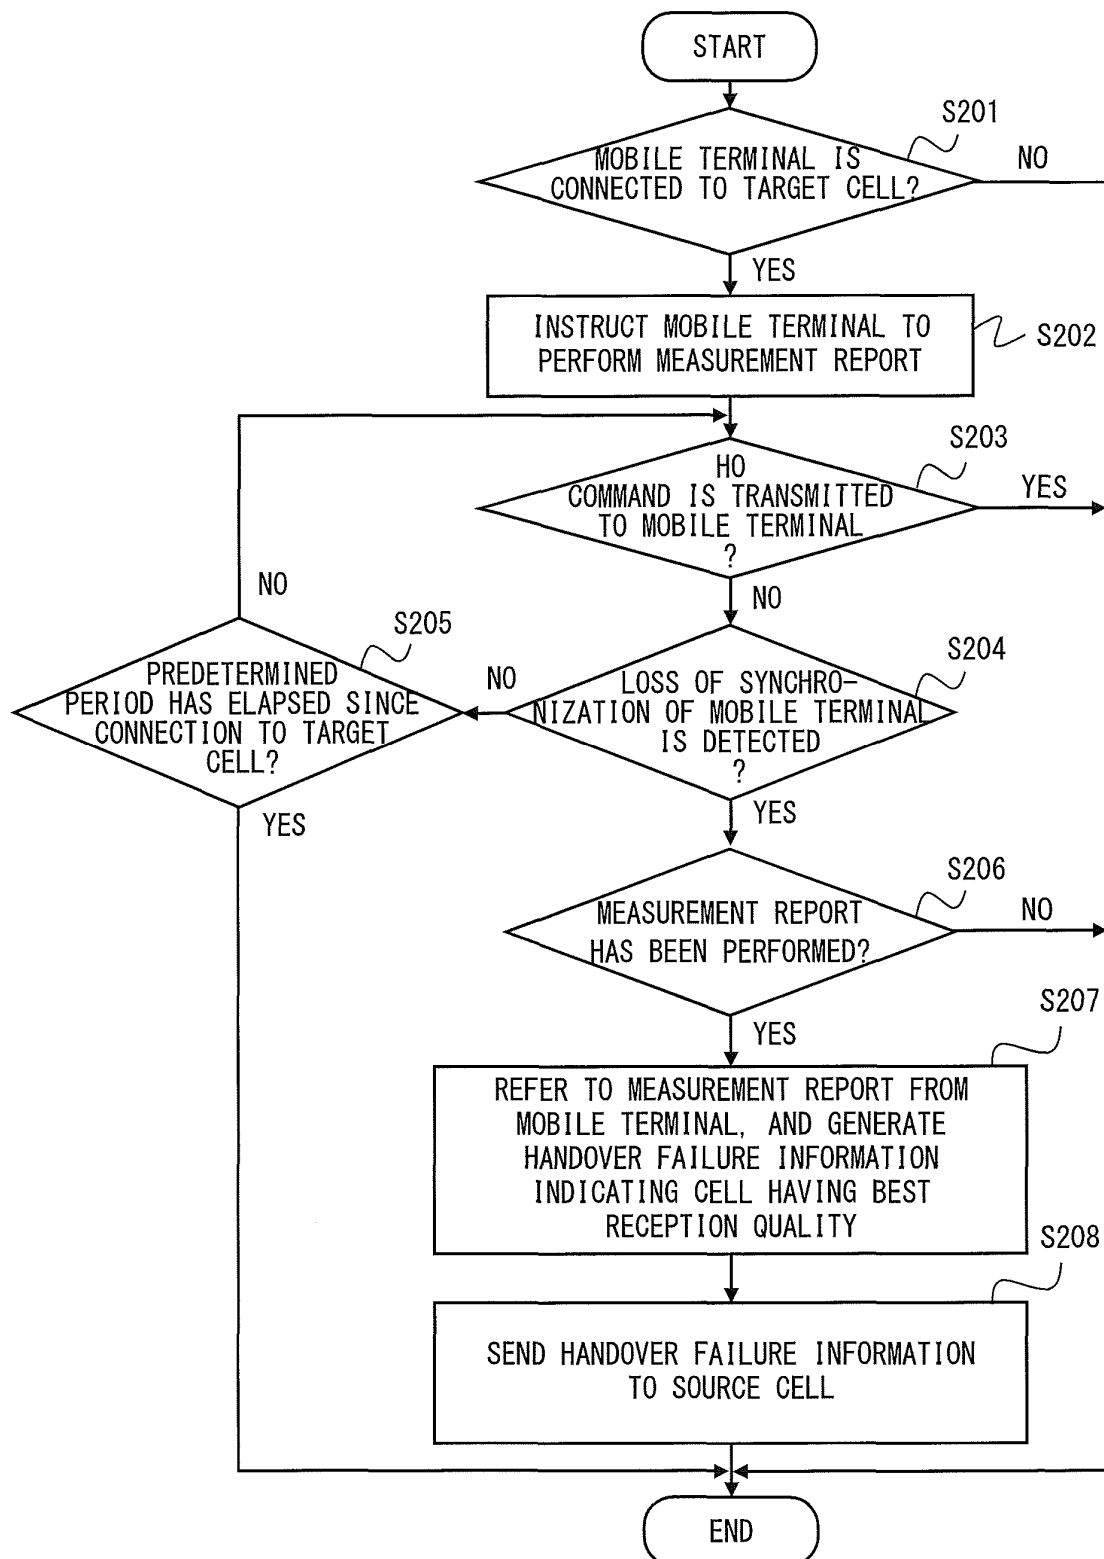 START
S201
MOBILE TERMINAL IS
CONNECTED TO TARGET CELL?
NO
YES
INSTRUCT MOBILE TERMINAL TO
PERFORM MEASUREMENT REPORT
S202
S203
HO
COMMAND IS TRANSMITTED
TO MOBILE TERMINAL
?
YES
NO
NO
S205
PREDETERMINED
PERIOD HAS ELAPSED SINCE
CONNECTION TO TARGET
CELL?
NO
S204
LOSS OF SYNCHRO-
NIZATION OF MOBILE TERMINAL
IS DETECTED
?
YES
YES
S206
MEASUREMENT REPORT
HAS BEEN PERFORMED?
NO
YES
S207
REFER TO MEASUREMENT REPORT FROM
MOBILE TERMINAL, AND GENERATE
HANDOVER FAILURE INFORMATION
INDICATING CELL HAVING BEST
RECEPTION QUALITY
S208
SEND HANDOVER FAILURE INFORMATION
TO SOURCE CELL
END